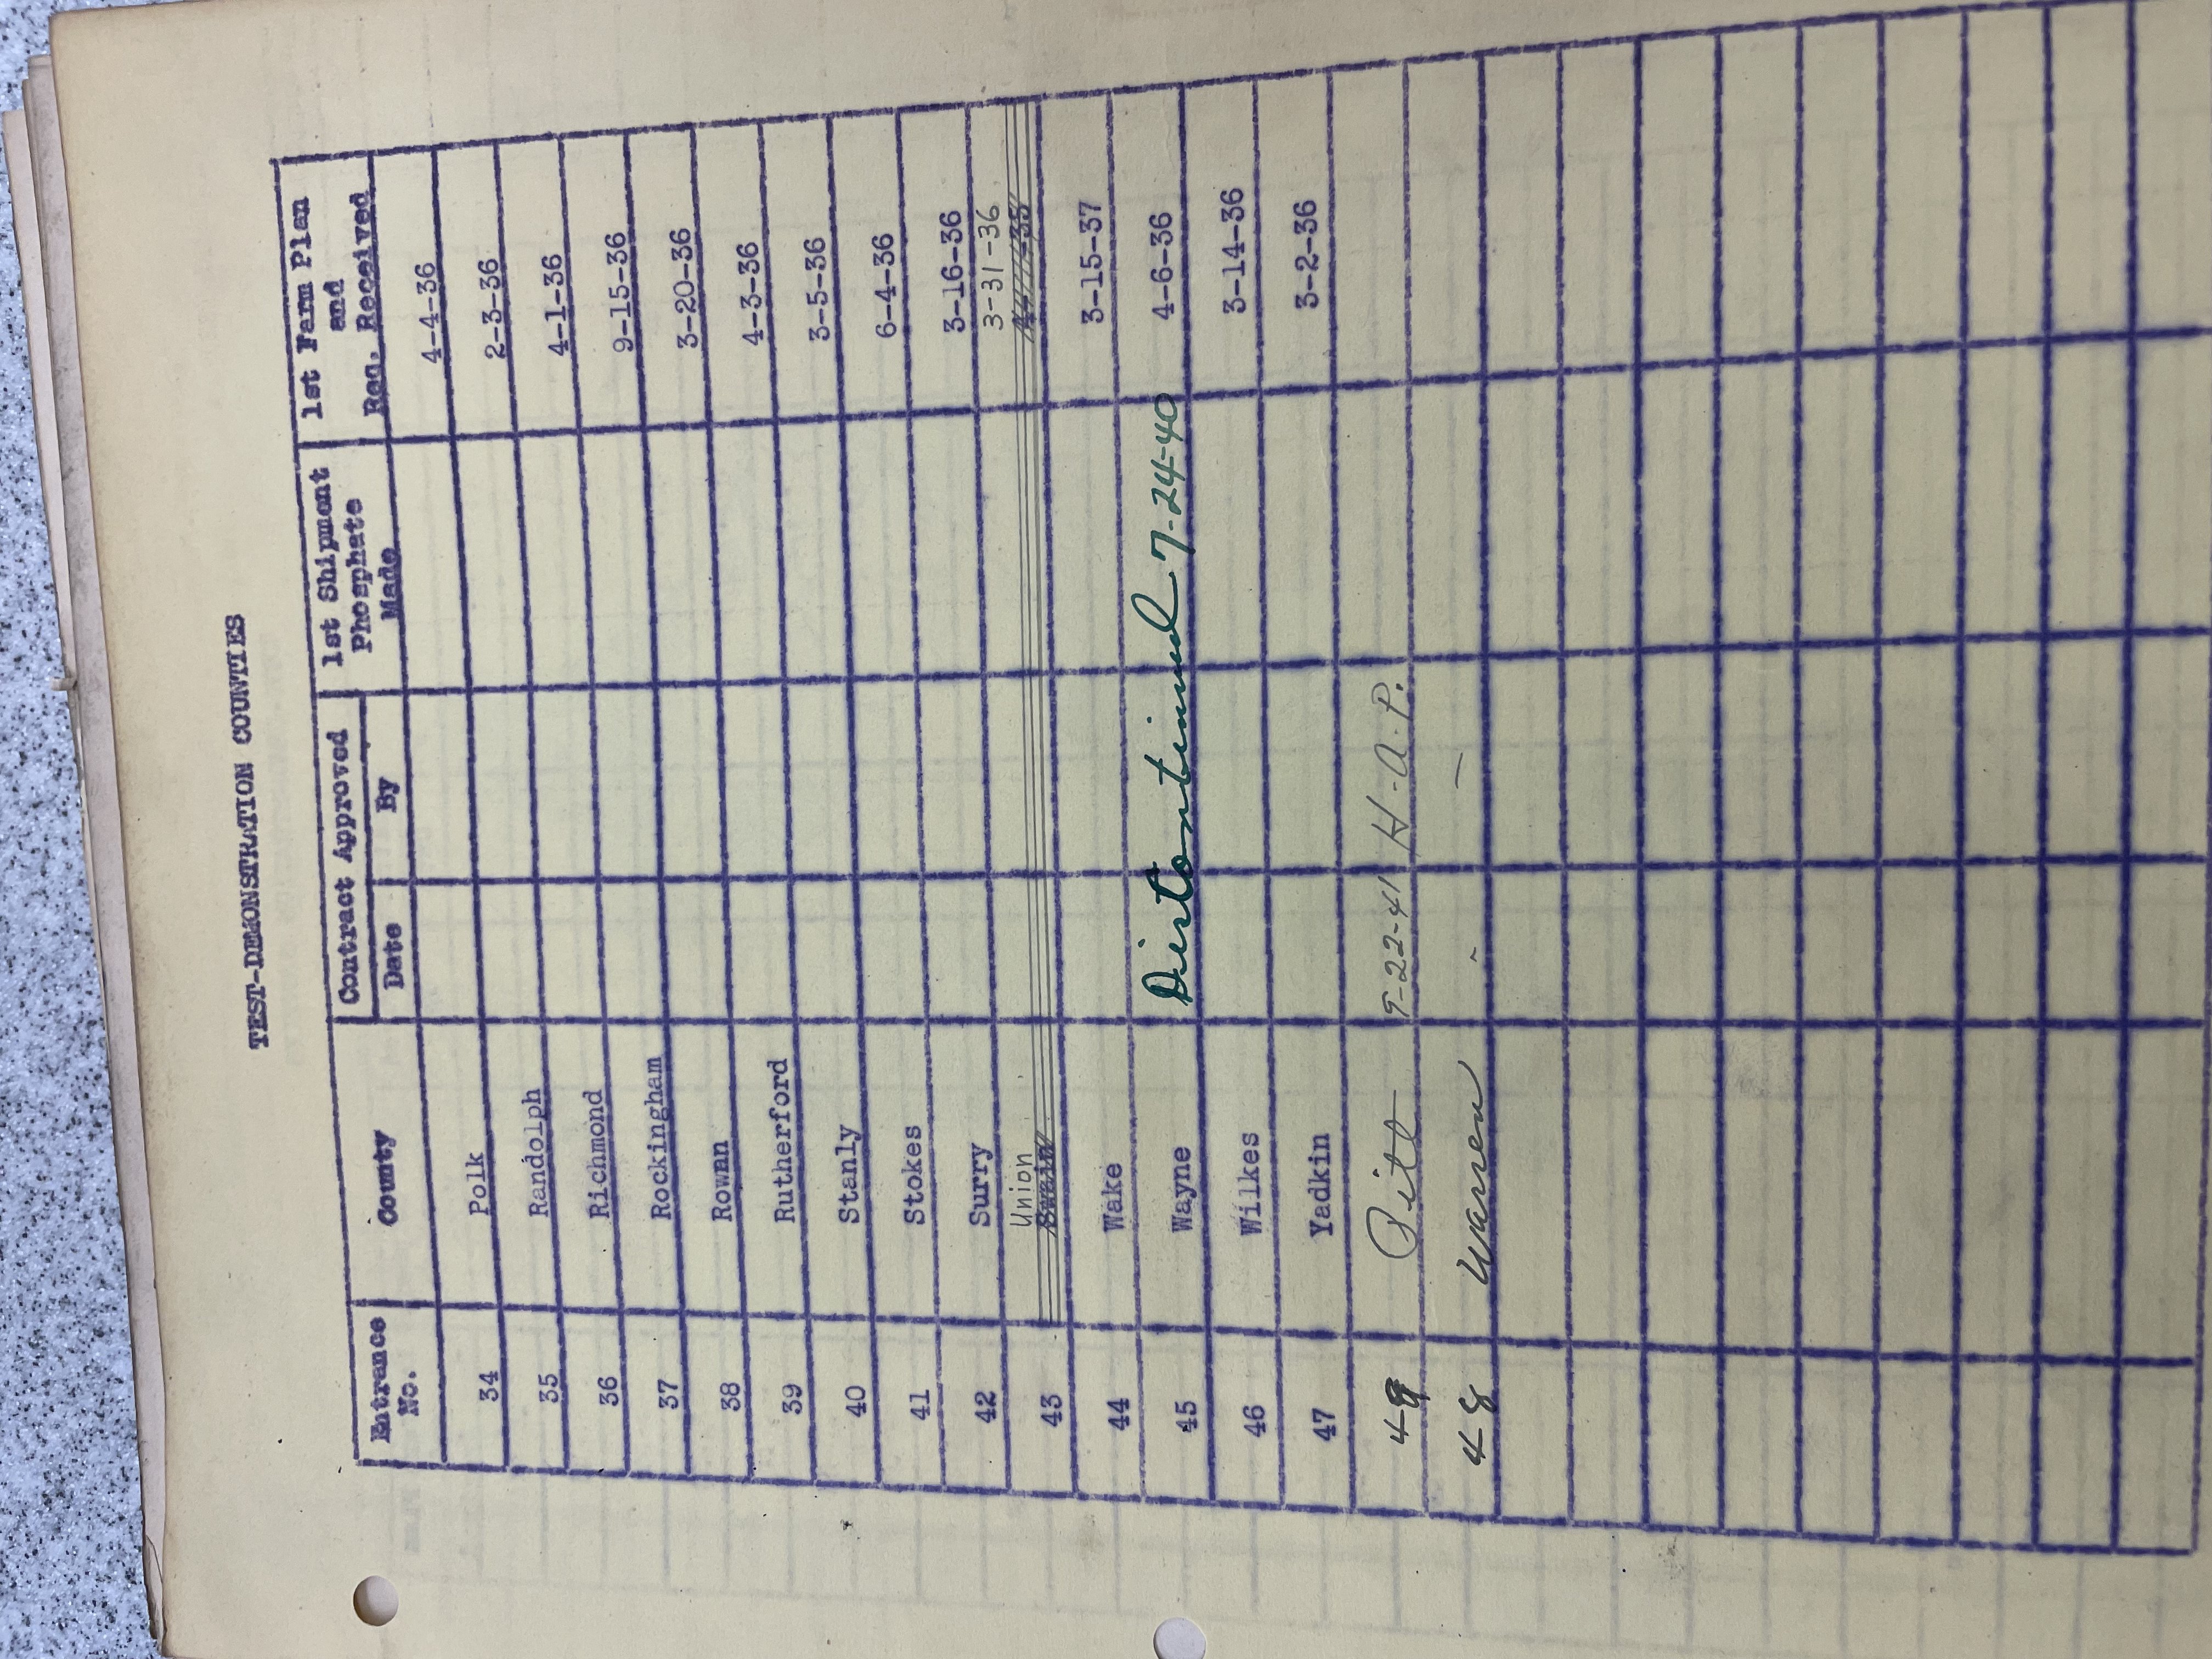 TEST-DEMONSTRATION COUNTIES
Entrance No. County Contract Approved Date By 1st Shipment Phosphate Made 1st Farm Plan and Req. Received
34 Polk 4-4-36
35 Randolph 2-3-36
36 Richmond 4-1-36
37 Rockingham 9-15-36
38 Rowan 3-20-36
39 Rutherford 4-3-36
40 Stanly 3-5-36
41 Stokes 6-4-36
42 Surry 3-16-36
Union 3-31-36
43 Swain
44 Wake 3-15-37
45 Wayne Discontinued 7-24-40 4-6-36
46 Wilkes 3-14-36
47 Yadkin 3-2-36
49 Pitt 9-22-41 H.A.P.
48 Warren - -